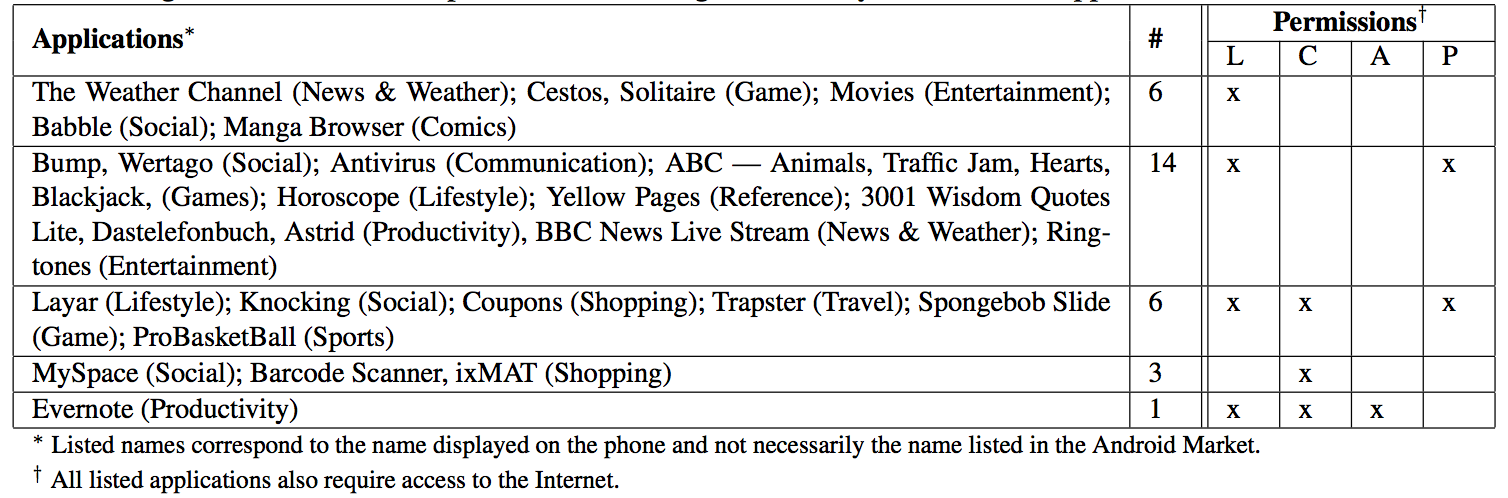 Applications* # Permissions†
L C A P
The Weather Channel (News & Weather); Cestos, Solitaire (Game); Movies (Entertainment); 6 x
Babble (Social); Manga Browser (Comics)
Bump, Wertago (Social); Antivirus (Communication); ABC — Animals, Traffic Jam, Hearts, 14 x x
Blackjack, (Games); Horoscope (Lifestyle); Yellow Pages (Reference); 3001 Wisdom Quotes
Lite, Dastelefonbuch, Astrid (Productivity), BBC News Live Stream (News & Weather); Ring-
tones (Entertainment)
Layar (Lifestyle); Knocking (Social); Coupons (Shopping); Trapster (Travel); Spongebob Slide 6 x x x
(Game); ProBasketBall (Sports)
MySpace (Social); Barcode Scanner, ixMAT (Shopping) 3 x
Evernote (Productivity) 1 x x x
* Listed names correspond to the name displayed on the phone and not necessarily the name listed in the Android Market.
† All listed applications also require access to the Internet.